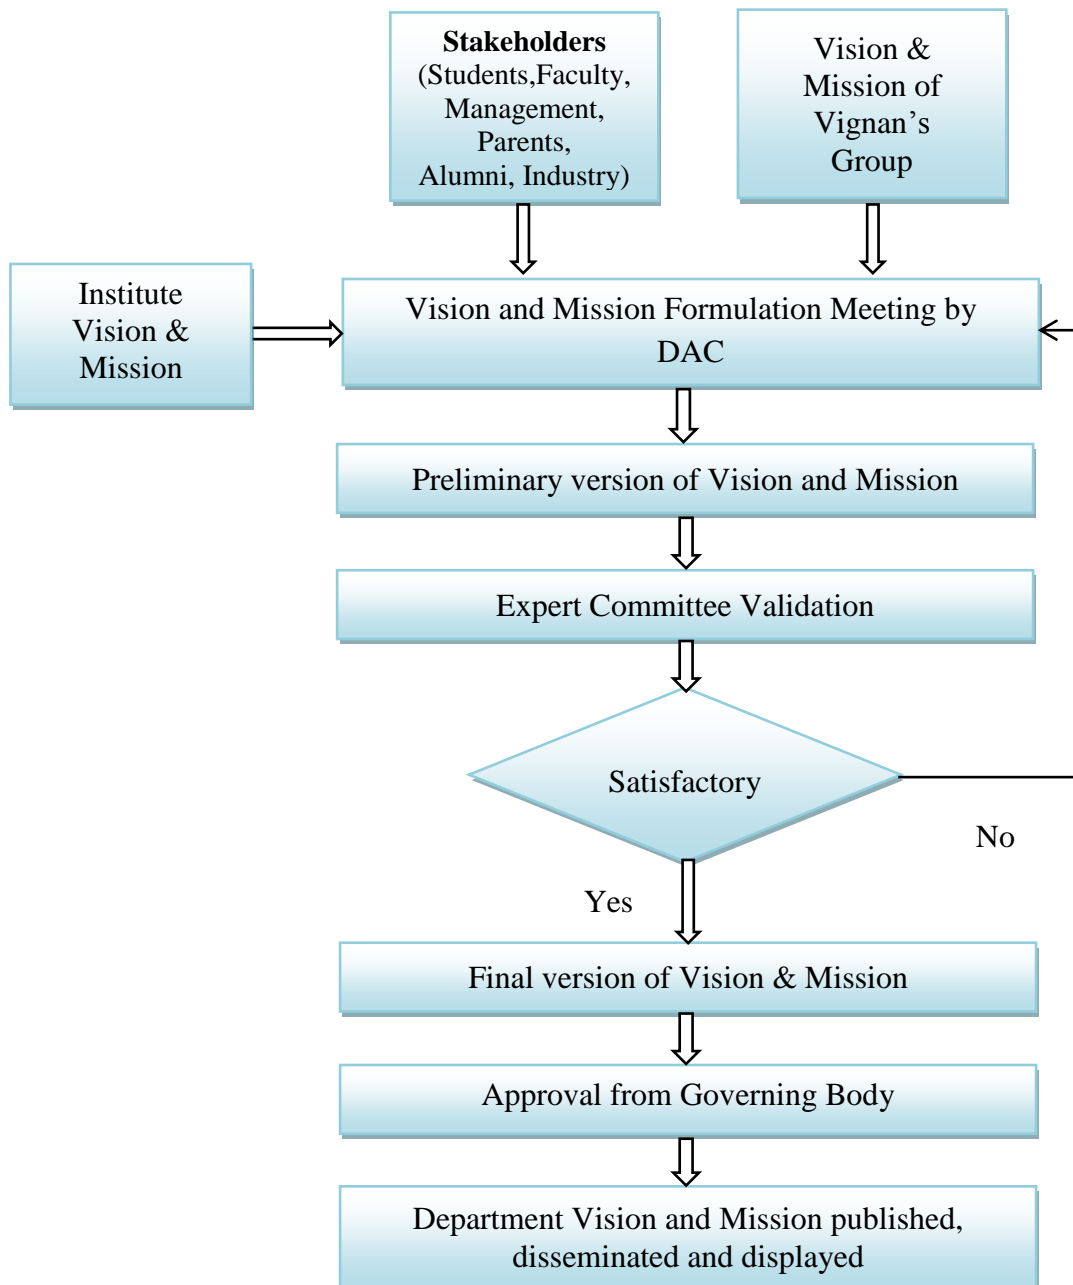 Stakeholders
(Students,Faculty,
Management,
Parents,
Alumni, Industry)
Vision &
Mission of
Vignan’s
Group
Institute
Vision &
Mission
Vision and Mission Formulation Meeting by
DAC
Preliminary version of Vision and Mission
Expert Committee Validation
Satisfactory
No
Yes
Final version of Vision & Mission
Approval from Governing Body
Department Vision and Mission published,
disseminated and displayed